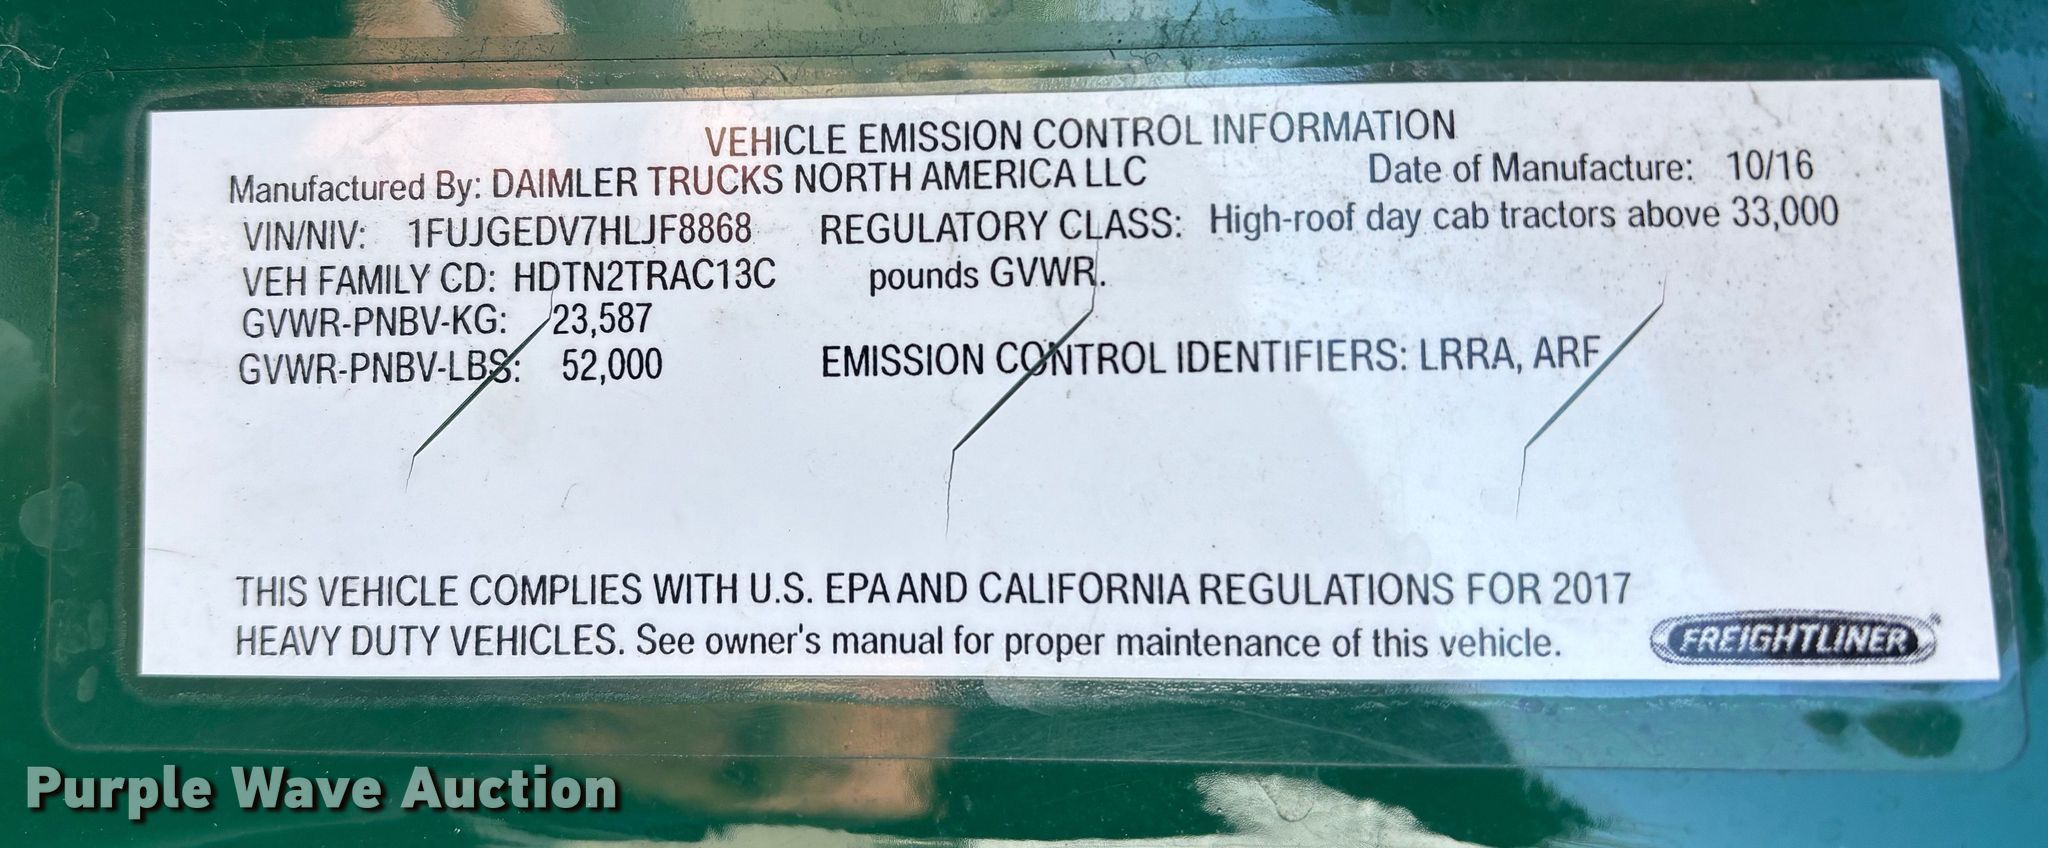 VEHICLE EMISSION CONTROL INFORMATION
Manufactured By: DAIMLER TRUCKS NORTH AMERICA LLC Date of Manufacture: 10/16
VIN/NIV: 1FUJGEDV7HLJF8868 REGULATORY CLASS: High-roof day cab tractors above 33,000
VEH FAMILY CD: HDTN2TRAC13C pounds GVWR.
GVWR-PNBV-KG: 23,587
GVWR-PNBV-LBS: 52,000 EMISSION CONTROL IDENTIFIERS: LRRA, ARF
THIS VEHICLE COMPLIES WITH U.S. EPA AND CALIFORNIA REGULATIONS FOR 2017
HEAVY DUTY VEHICLES. See owner's manual for proper maintenance of this vehicle.
FREIGHTLINER
Purple Wave Auction